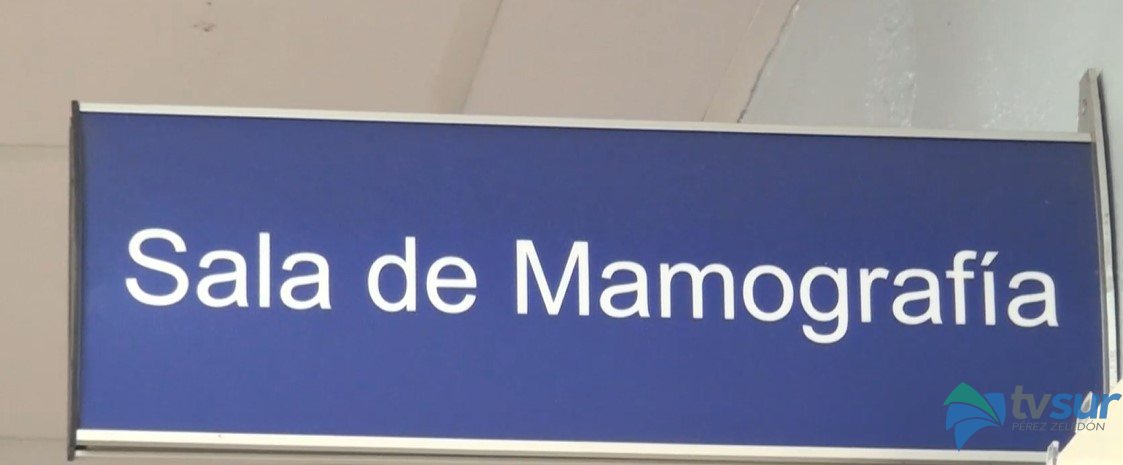 Sala de Mamografía
tvsur
PÉREZ ZELEDÓN